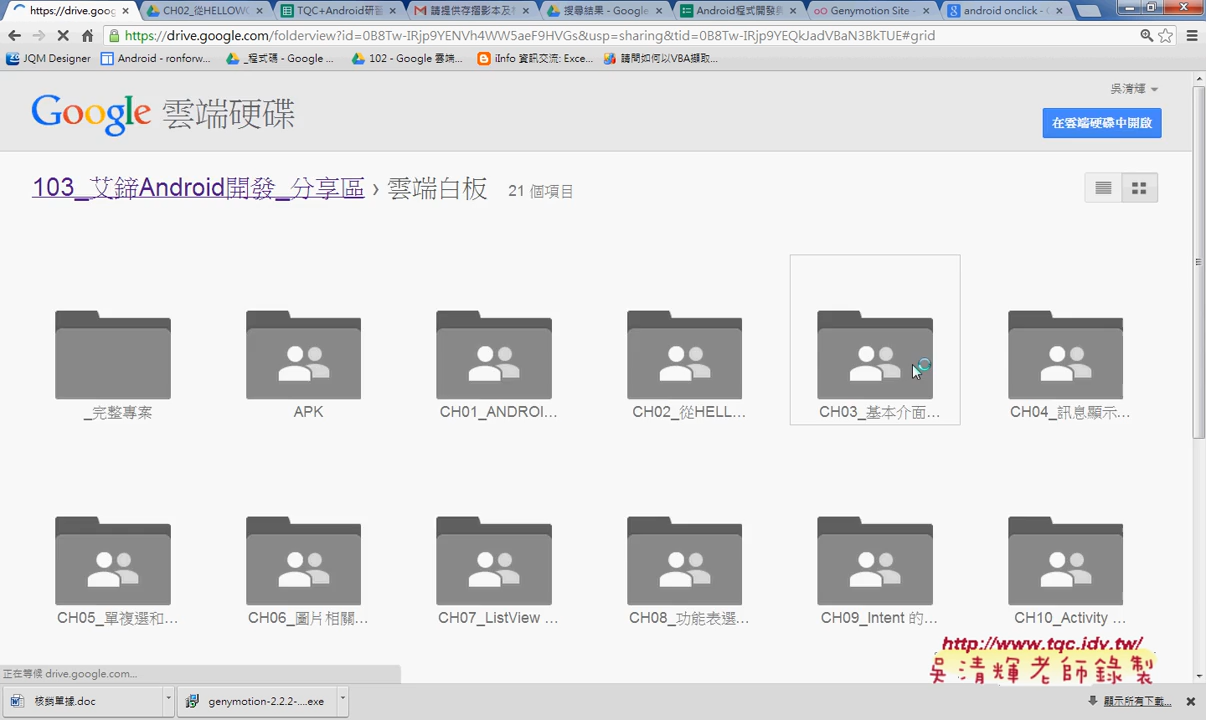 https://drive.goog
CH02_從HELLOWO
TQC+Android研習
請提供存摺影本及
搜尋結果 - Google
Android程式開發
Genymotion Site -
android onclick - G
https://drive.google.com/folderview?id=0B8Tw-IRjp9YENVh4WW5aeF9HVGs&usp=sharing&tid=0B8Tw-IRjp9YEQkJadVBaN3BkTUE#grid
JQM Designer
Android - ronforw...
_程式碼 - Google ...
102 - Google 雲端...
iInfo 資訊交流: Exce...
請問如何以VBA擷取...
吳清輝
Google 雲端硬碟
在雲端硬碟中開啟
103_艾鍗Android開發_分享區 › 雲端白板 21 個項目
_完整專案
APK
CH01_ANDROI...
CH02_從HELL...
CH03_基本介面...
CH04_訊息顯示...
CH05_單複選和...
CH06_圖片相關...
CH07_ListView ...
CH08_功能表選...
CH09_Intent 的...
CH10_Activity ...
http://www.tqc.idv.tw/
吳清輝老師錄製
正在等候 drive.google.com...
核銷單據.doc
genymotion-2.2.2-....exe
顯示所有下載...